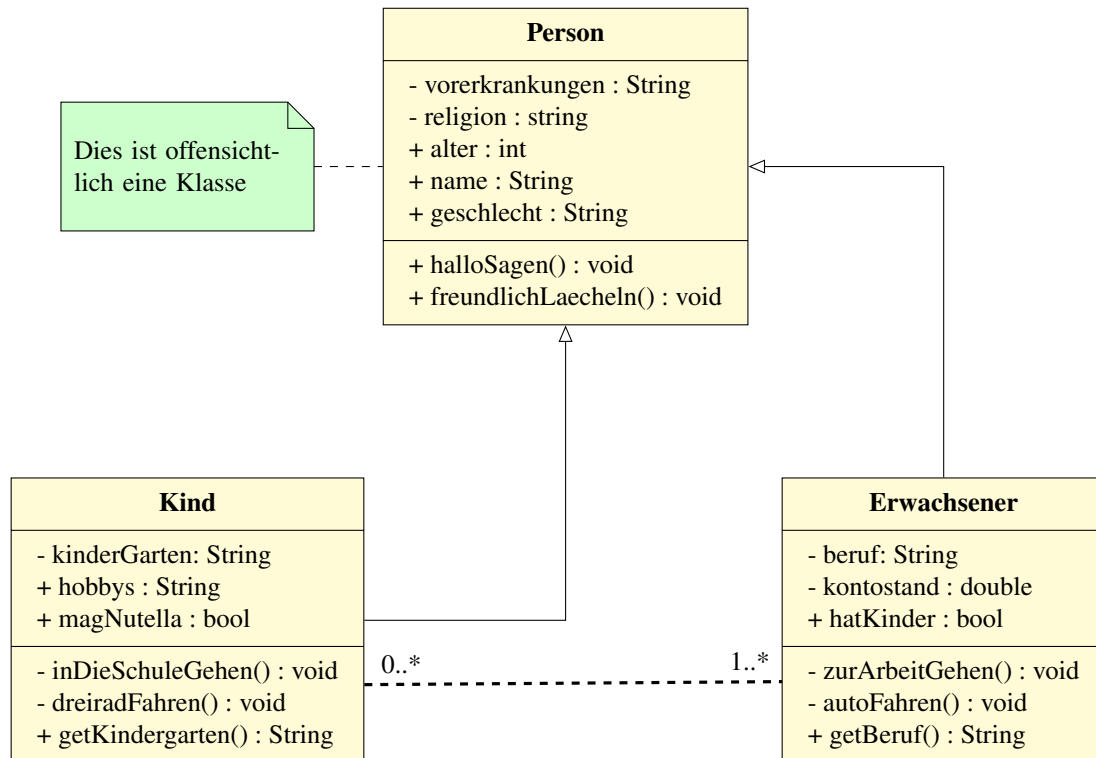 Person
- vorerkrankungen : String
- religion : string
+ alter : int
+ name : String
+ geschlecht : String
+ halloSagen() : void
+ freundlichLaecheln() : void
Dies ist offensicht-
lich eine Klasse
Kind
- kinderGarten: String
+ hobbys : String
+ magNutella : bool
- inDieSchuleGehen() : void
- dreiradFahren() : void
+ getKindergarten() : String
0..*
1..*
Erwachsener
- beruf: String
- kontostand : double
+ hatKinder : bool
- zurArbeitGehen() : void
- autoFahren() : void
+ getBeruf() : String